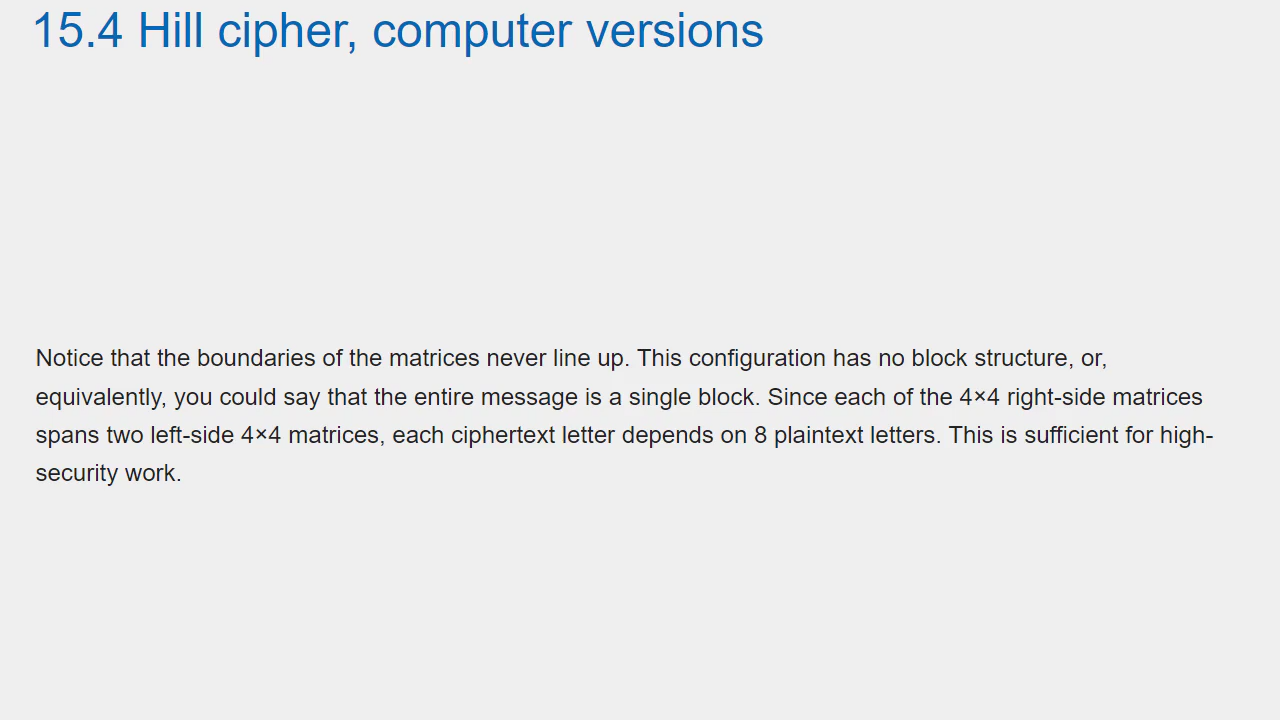 15.4 Hill cipher, computer versions
Notice that the boundaries of the matrices never line up. This configuration has no block structure, or,
equivalently, you could say that the entire message is a single block. Since each of the 4×4 right-side matrices
spans two left-side 4×4 matrices, each ciphertext letter depends on 8 plaintext letters. This is sufficient for high-
security work.